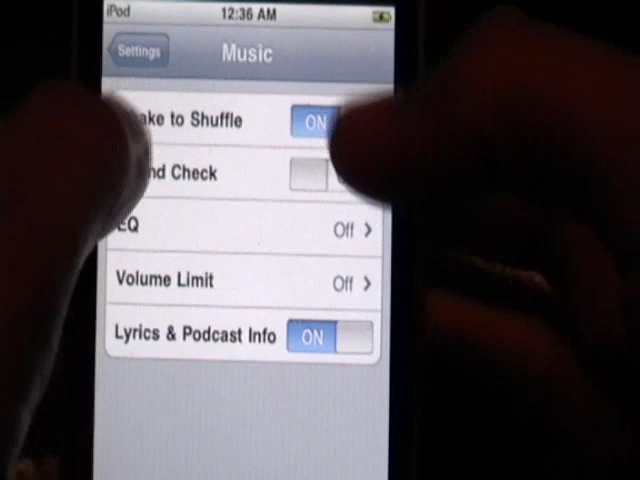 iPod 12:36 AM
Settings Music
ake to Shuffle ON
nd Check
EQ Off
Volume Limit Off
Lyrics & Podcast Info ON